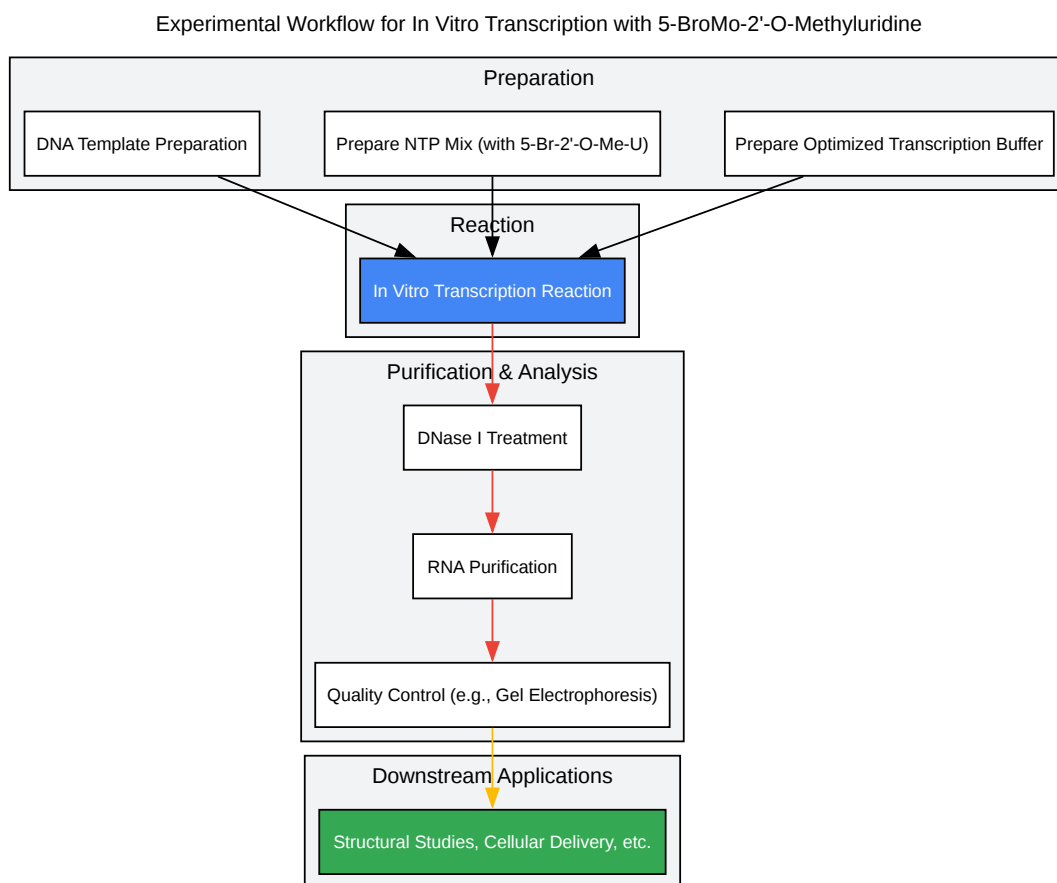 Experimental Workflow for In Vitro Transcription with 5-BroMo-2'-O-Methyluridine
Preparation
DNA Template Preparation
Prepare NTP Mix (with 5-Br-2'-O-Me-U)
Prepare Optimized Transcription Buffer
Reaction
In Vitro Transcription Reaction
Purification & Analysis
DNase I Treatment
RNA Purification
Quality Control (e.g., Gel Electrophoresis)
Downstream Applications
Structural Studies, Cellular Delivery, etc.